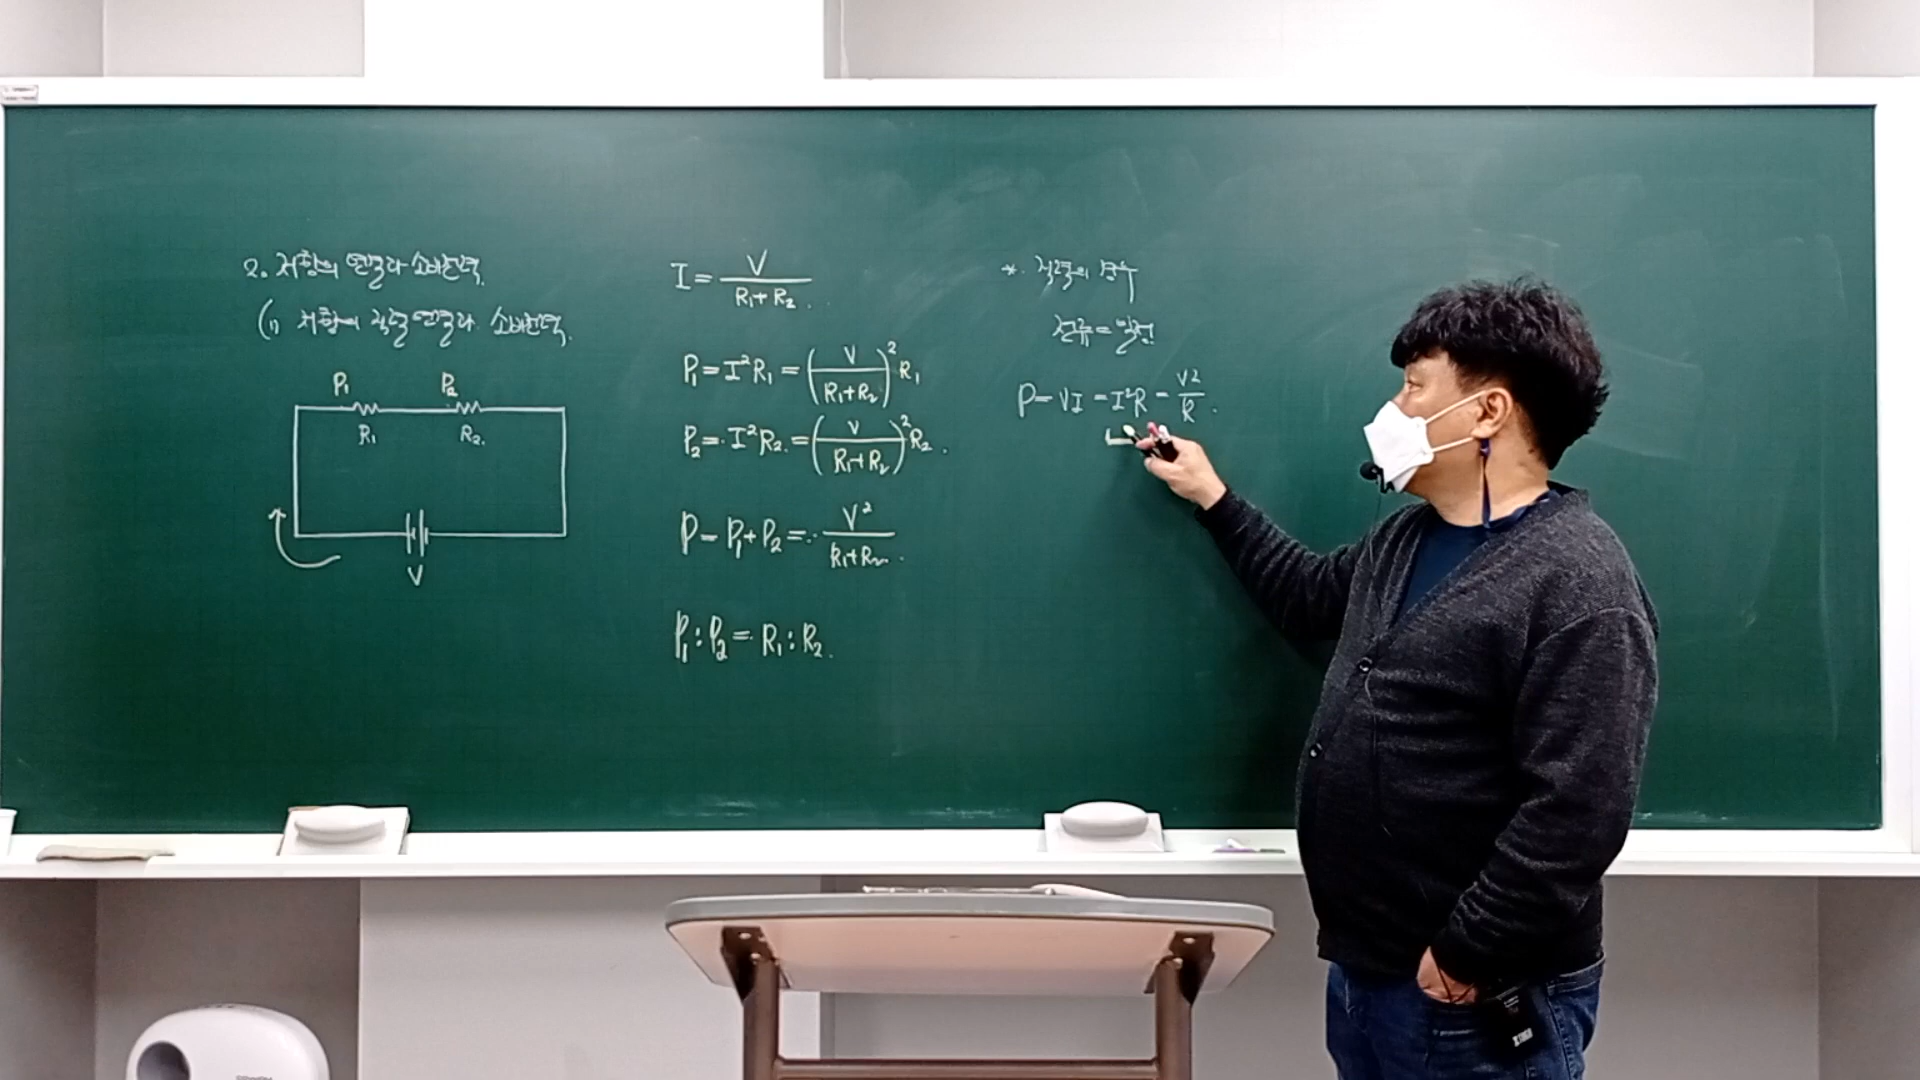 2. 저항의 연결과 소비전력.
(1) 저항의 직렬연결과 소비전력.
P₁ P₂
R₁ R₂.
V
I = V / (R₁+R₂).
P₁ = I²R₁ = (V / (R₁+R₂))² R₁
P₂ = I²R₂ = (V / (R₁+R₂))² R₂.
P = P₁+P₂ = V² / (R₁+R₂).
P₁ : P₂ = R₁ : R₂.
*. 직렬의 경우
전류 = 일정.
P = VI = I²R = V² / R.